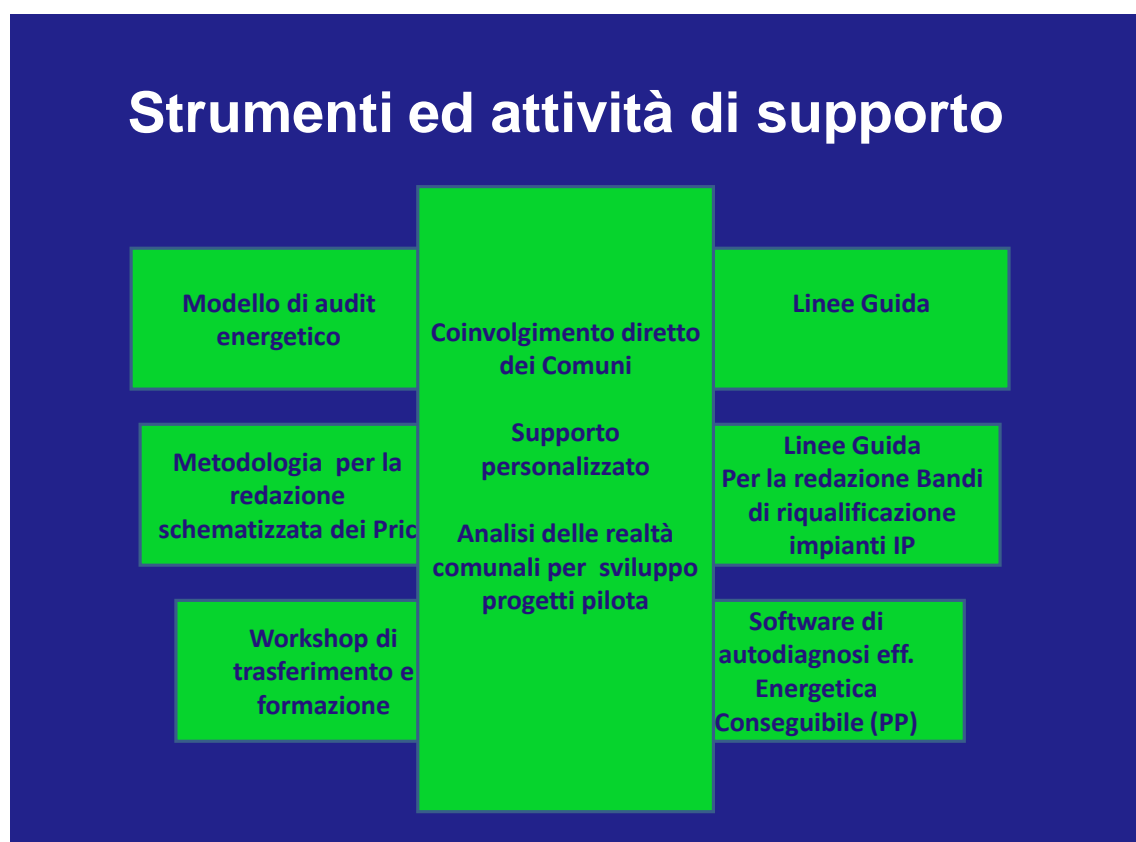 Strumenti ed attività di supporto
Modello di audit
energetico
Metodologia per la
redazione
schematizzata dei Pric
Workshop di
trasferimento e
formazione
Coinvolgimento diretto
dei Comuni
Supporto
personalizzato
Analisi delle realtà
comunali per sviluppo
progetti pilota
Linee Guida
Linee Guida
Per la redazione Bandi
di riqualificazione
impianti IP
Software di
autodiagnosi eff.
Energetica
Conseguibile (PP)